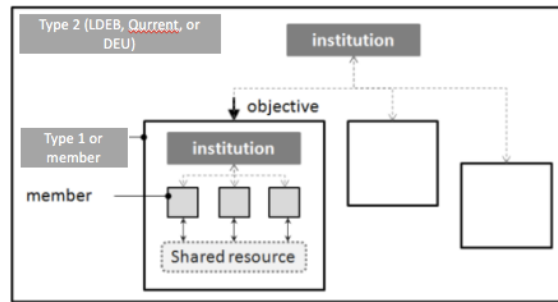 Type 2 (LDEB, Qurrent, or
DEU)
institution
objective
Type 1 or
member
institution
member
Shared resource